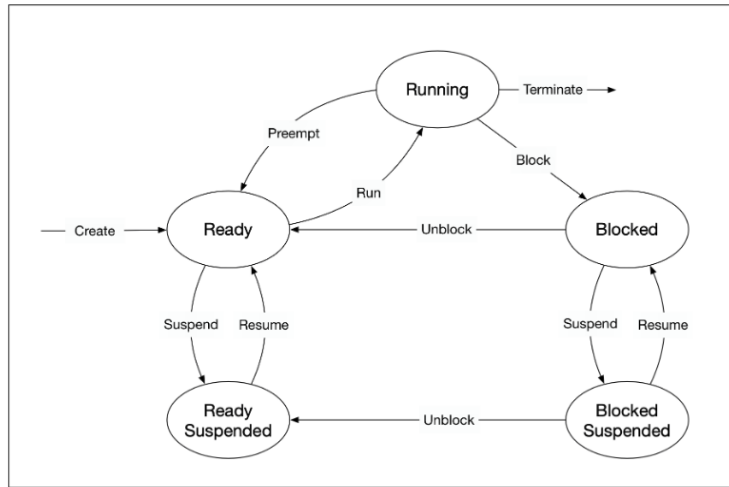 Running
Terminate
Preempt
Block
Run
Create
Ready
Unblock
Blocked
Suspend
Resume
Suspend
Resume
Ready
Suspended
Unblock
Blocked
Suspended